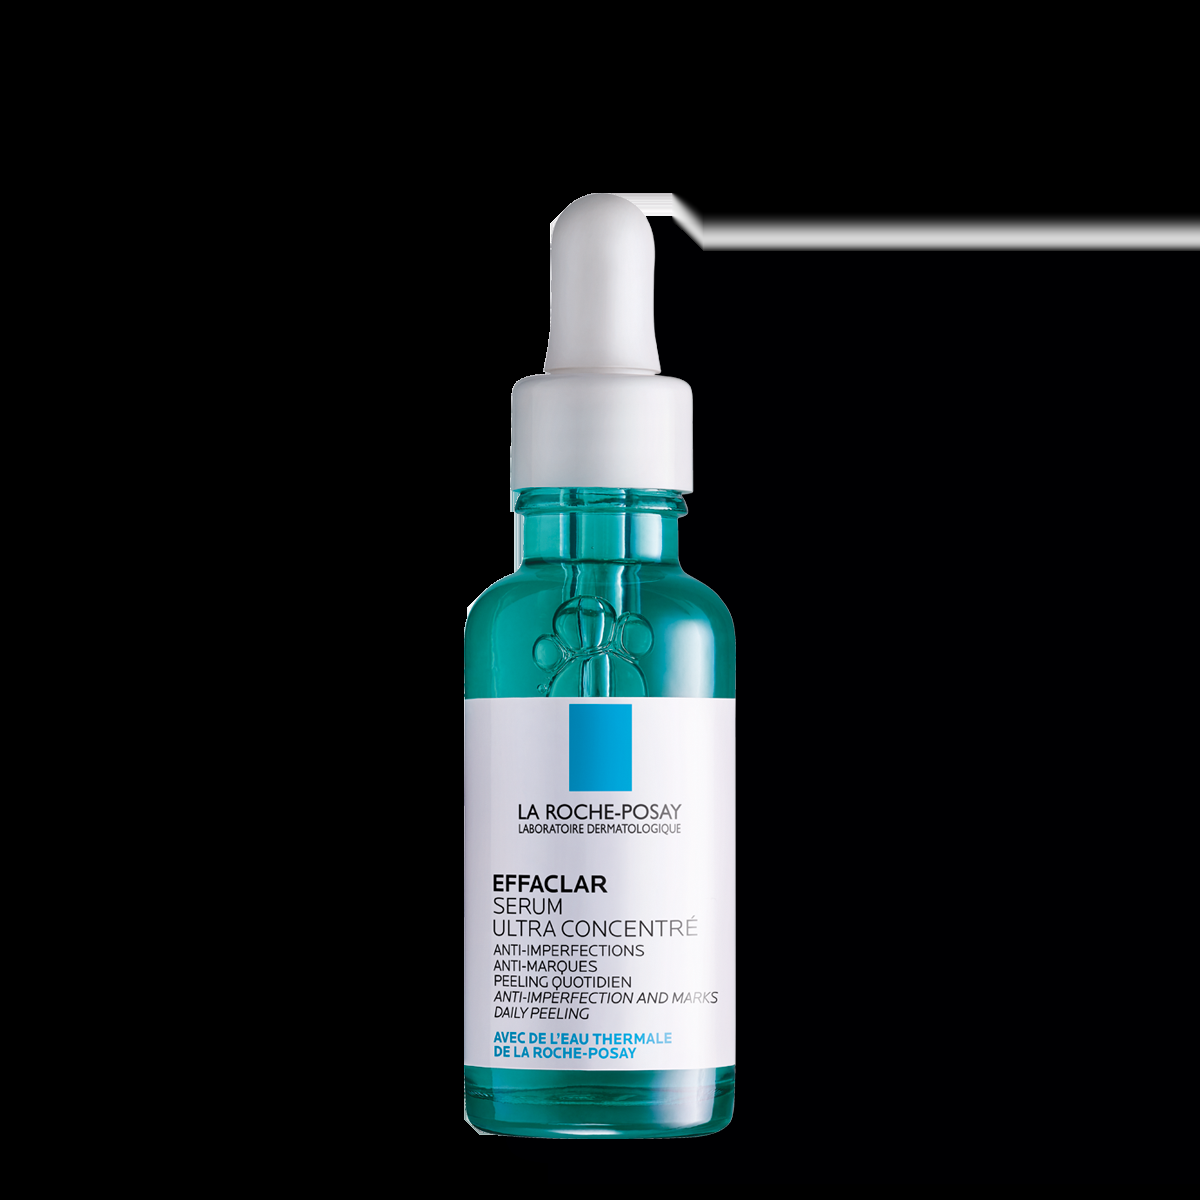 LA ROCHE-POSAY
LABORATOIRE DERMATOLOGIQUE
EFFACLAR
SERUM
ULTRA CONCENTRÉ
ANTI-IMPERFECTIONS
ANTI-MARQUES
PEELING QUOTIDIEN
ANTI-IMPERFECTION AND MARKS
DAILY PEELING
AVEC DE L'EAU THERMALE
DE LA ROCHE-POSAY